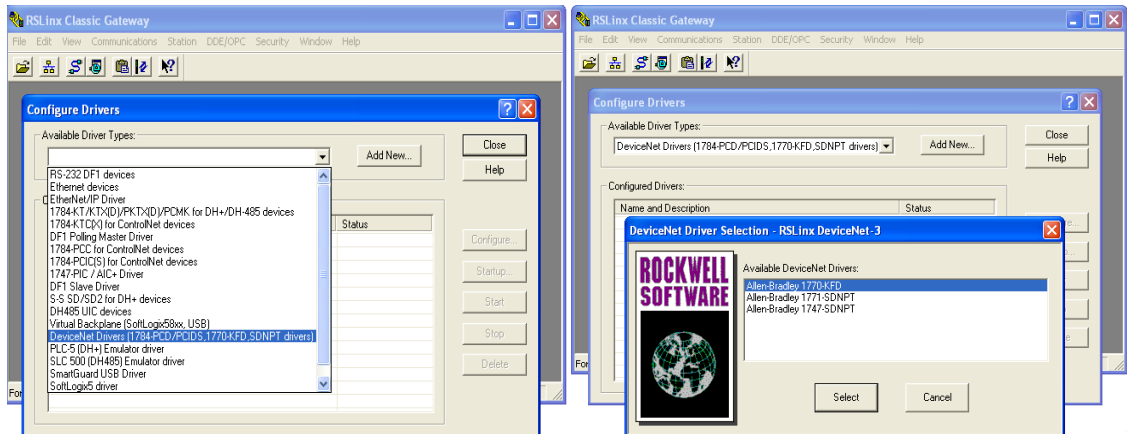 RSLinx Classic Gateway
File Edit View Communications Station DDE/OPC Security Window Help
Configure Drivers
Available Driver Types:
Add New...
Close
Help
RS-232 DF1 devices
Ethernet devices
EtherNet/IP Driver
1784-KT/KTX(D)/PKTX(D)/PCMK for DH+/DH-485 devices
1784-KTC(X) for ControlNet devices
DF1 Polling Master Driver
1784-PCC for ControlNet devices
1784-PCIC(S) for ControlNet devices
1747-PIC / AIC+ Driver
DF1 Slave Driver
S-S SD/SD2 for DH+ devices
DH485 UIC devices
Virtual Backplane (SoftLogix58xx, USB)
DeviceNet Drivers (1784-PCD/PCIDS,1770-KFD,SDNPT drivers)
PLC-5 (DH+) Emulator driver
SLC 500 (DH485) Emulator driver
SmartGuard USB Driver
SoftLogix5 driver
Status
Configure...
Startup...
Start
Stop
Delete
For
RSLinx Classic Gateway
File Edit View Communications Station DDE/OPC Security Window Help
Configure Drivers
Available Driver Types:
DeviceNet Drivers (1784-PCD/PCIDS,1770-KFD,SDNPT drivers)
Add New...
Close
Help
Configured Drivers:
Name and Description Status
DeviceNet Driver Selection - RSLinx DeviceNet-3
ROCKWELL
SOFTWARE
Available DeviceNet Drivers:
Allen-Bradley 1770-KFD
Allen-Bradley 1771-SDNPT
Allen-Bradley 1747-SDNPT
Select
Cancel
For